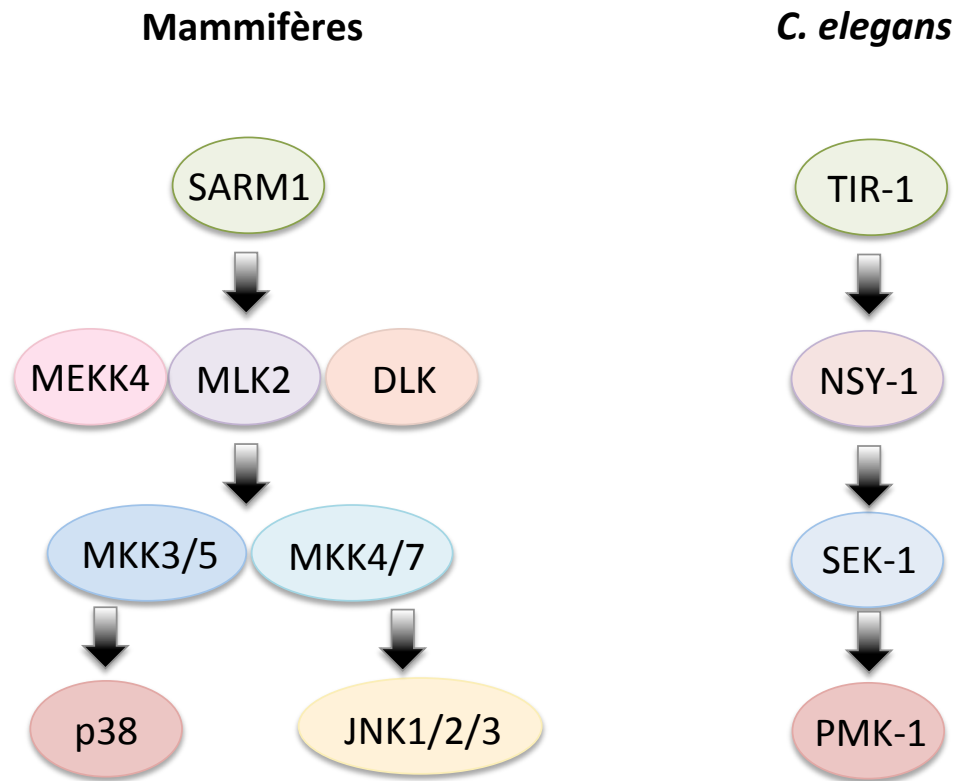 Mammifères
C. elegans
SARM1
TIR-1
MEKK4
MLK2
DLK
NSY-1
MKK3/5
MKK4/7
SEK-1
p38
JNK1/2/3
PMK-1